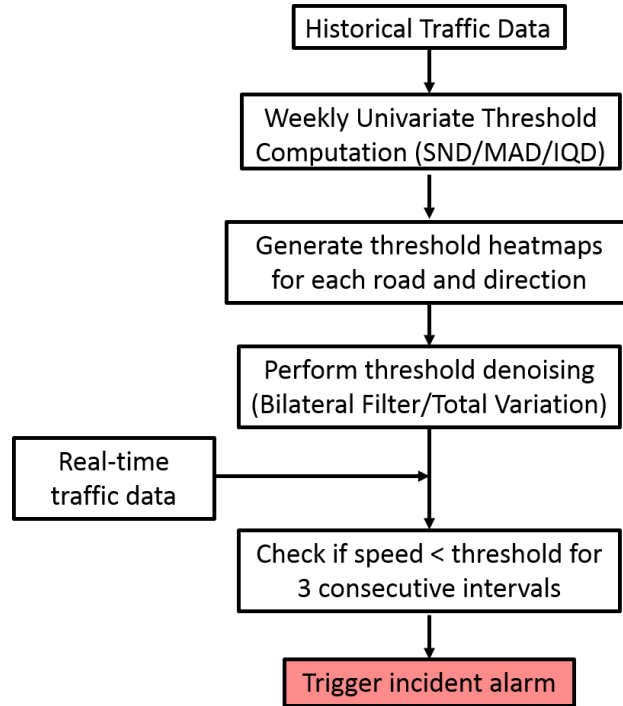 Historical Traffic Data
Weekly Univariate Threshold
Computation (SND/MAD/IQD)
Generate threshold heatmaps
for each road and direction
Perform threshold denoising
(Bilateral Filter/Total Variation)
Real-time
traffic data
Check if speed < threshold for
3 consecutive intervals
Trigger incident alarm